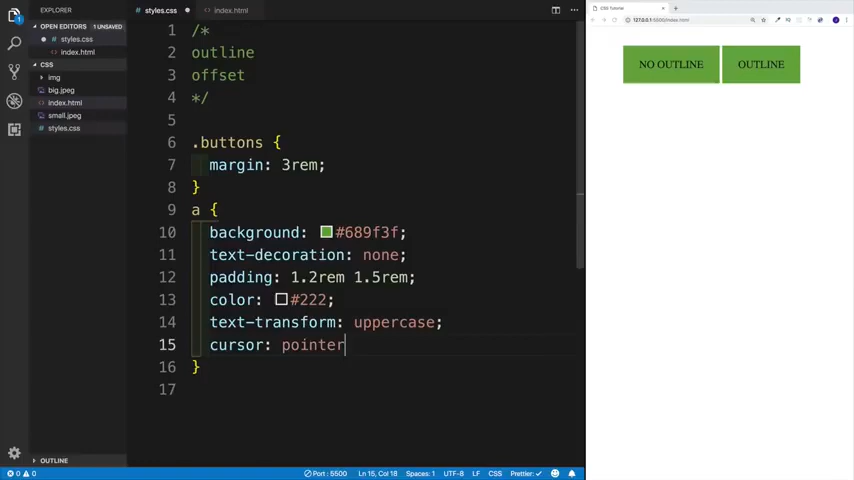 EXPLORER
OPEN EDITORS 1 UNSAVED
styles.css
index.html
CSS
img
big.jpeg
index.html
small.jpeg
styles.css
OUTLINE
styles.css
index.html
1 /*
2 outline
3 offset
4 */
5
6 .buttons {
7 margin: 3rem;
8 }
9 a {
10 background: #689f3f;
11 text-decoration: none;
12 padding: 1.2rem 1.5rem;
13 color: #222;
14 text-transform: uppercase;
15 cursor: pointer
16 }
17
0 0 Port : 5500 Ln 15, Col 18 Spaces: 1 UTF-8 LF CSS Prettier: ✓
CSS Tutorial
127.0.0.1:5500/index.html
NO OUTLINE OUTLINE